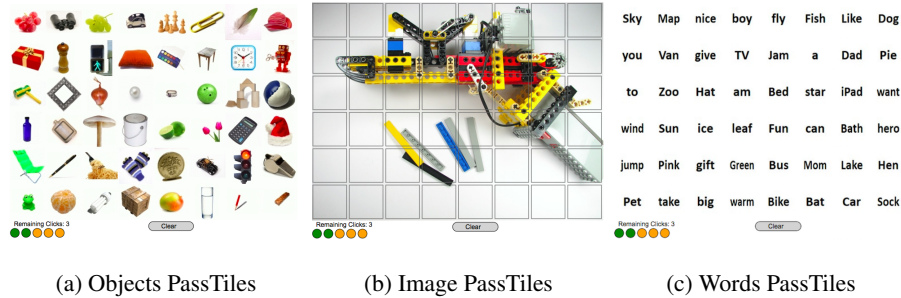 Sky Map nice boy fly Fish Like Dog
you Van give TV Jam a Dad Pie
to Zoo Hat am Bed star iPad want
wind Sun ice leaf Fun can Bath hero
jump Pink gift Green Bus Mom Lake Hen
Pet take big warm Bike Bat Car Sock
Remaining Clicks: 3
Clear
Remaining Clicks: 3
Clear
Remaining Clicks: 3
Clear
(a) Objects PassTiles
(b) Image PassTiles
(c) Words PassTiles